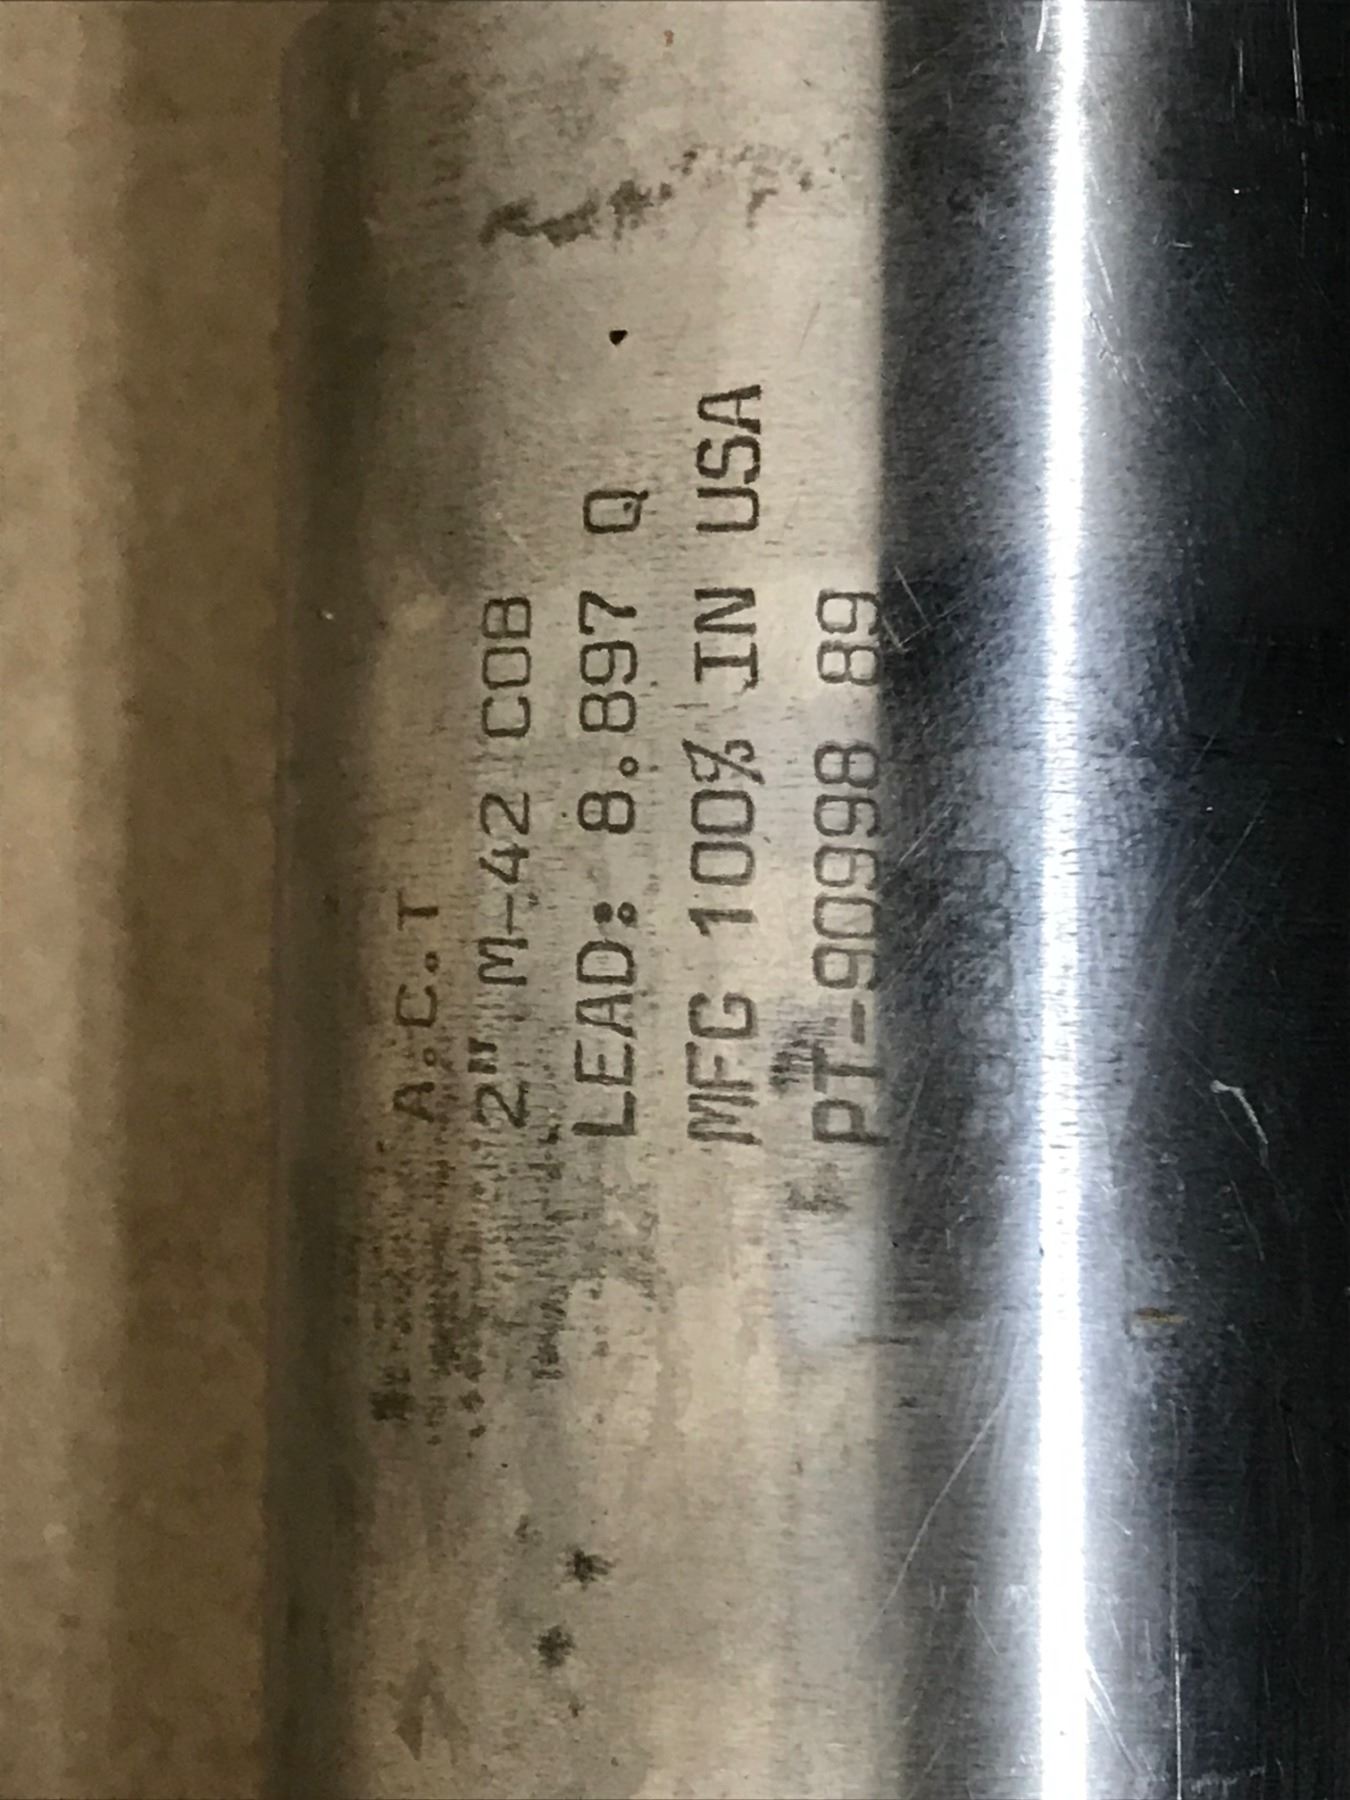 A.C.T
2" M-42 COB
LEAD: 8.897 Q
MFG 100% IN USA
PT-90998 89